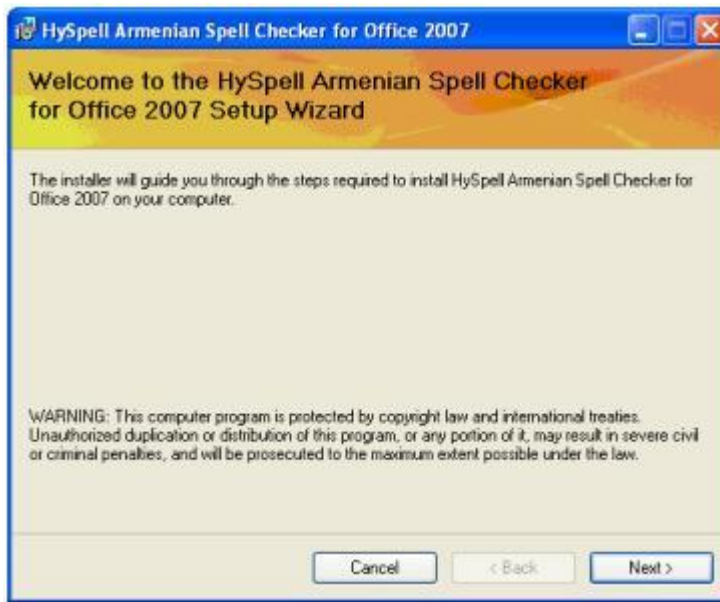 HySpell Armenian Spell Checker for Office 2007
Welcome to the HySpell Armenian Spell Checker
for Office 2007 Setup Wizard
The installer will guide you through the steps required to install HySpell Armenian Spell Checker for
Office 2007 on your computer.
WARNING: This computer program is protected by copyright law and international treaties.
Unauthorized duplication or distribution of this program, or any portion of it, may result in severe civil
or criminal penalties, and will be prosecuted to the maximum extent possible under the law.
Cancel < Back Next >